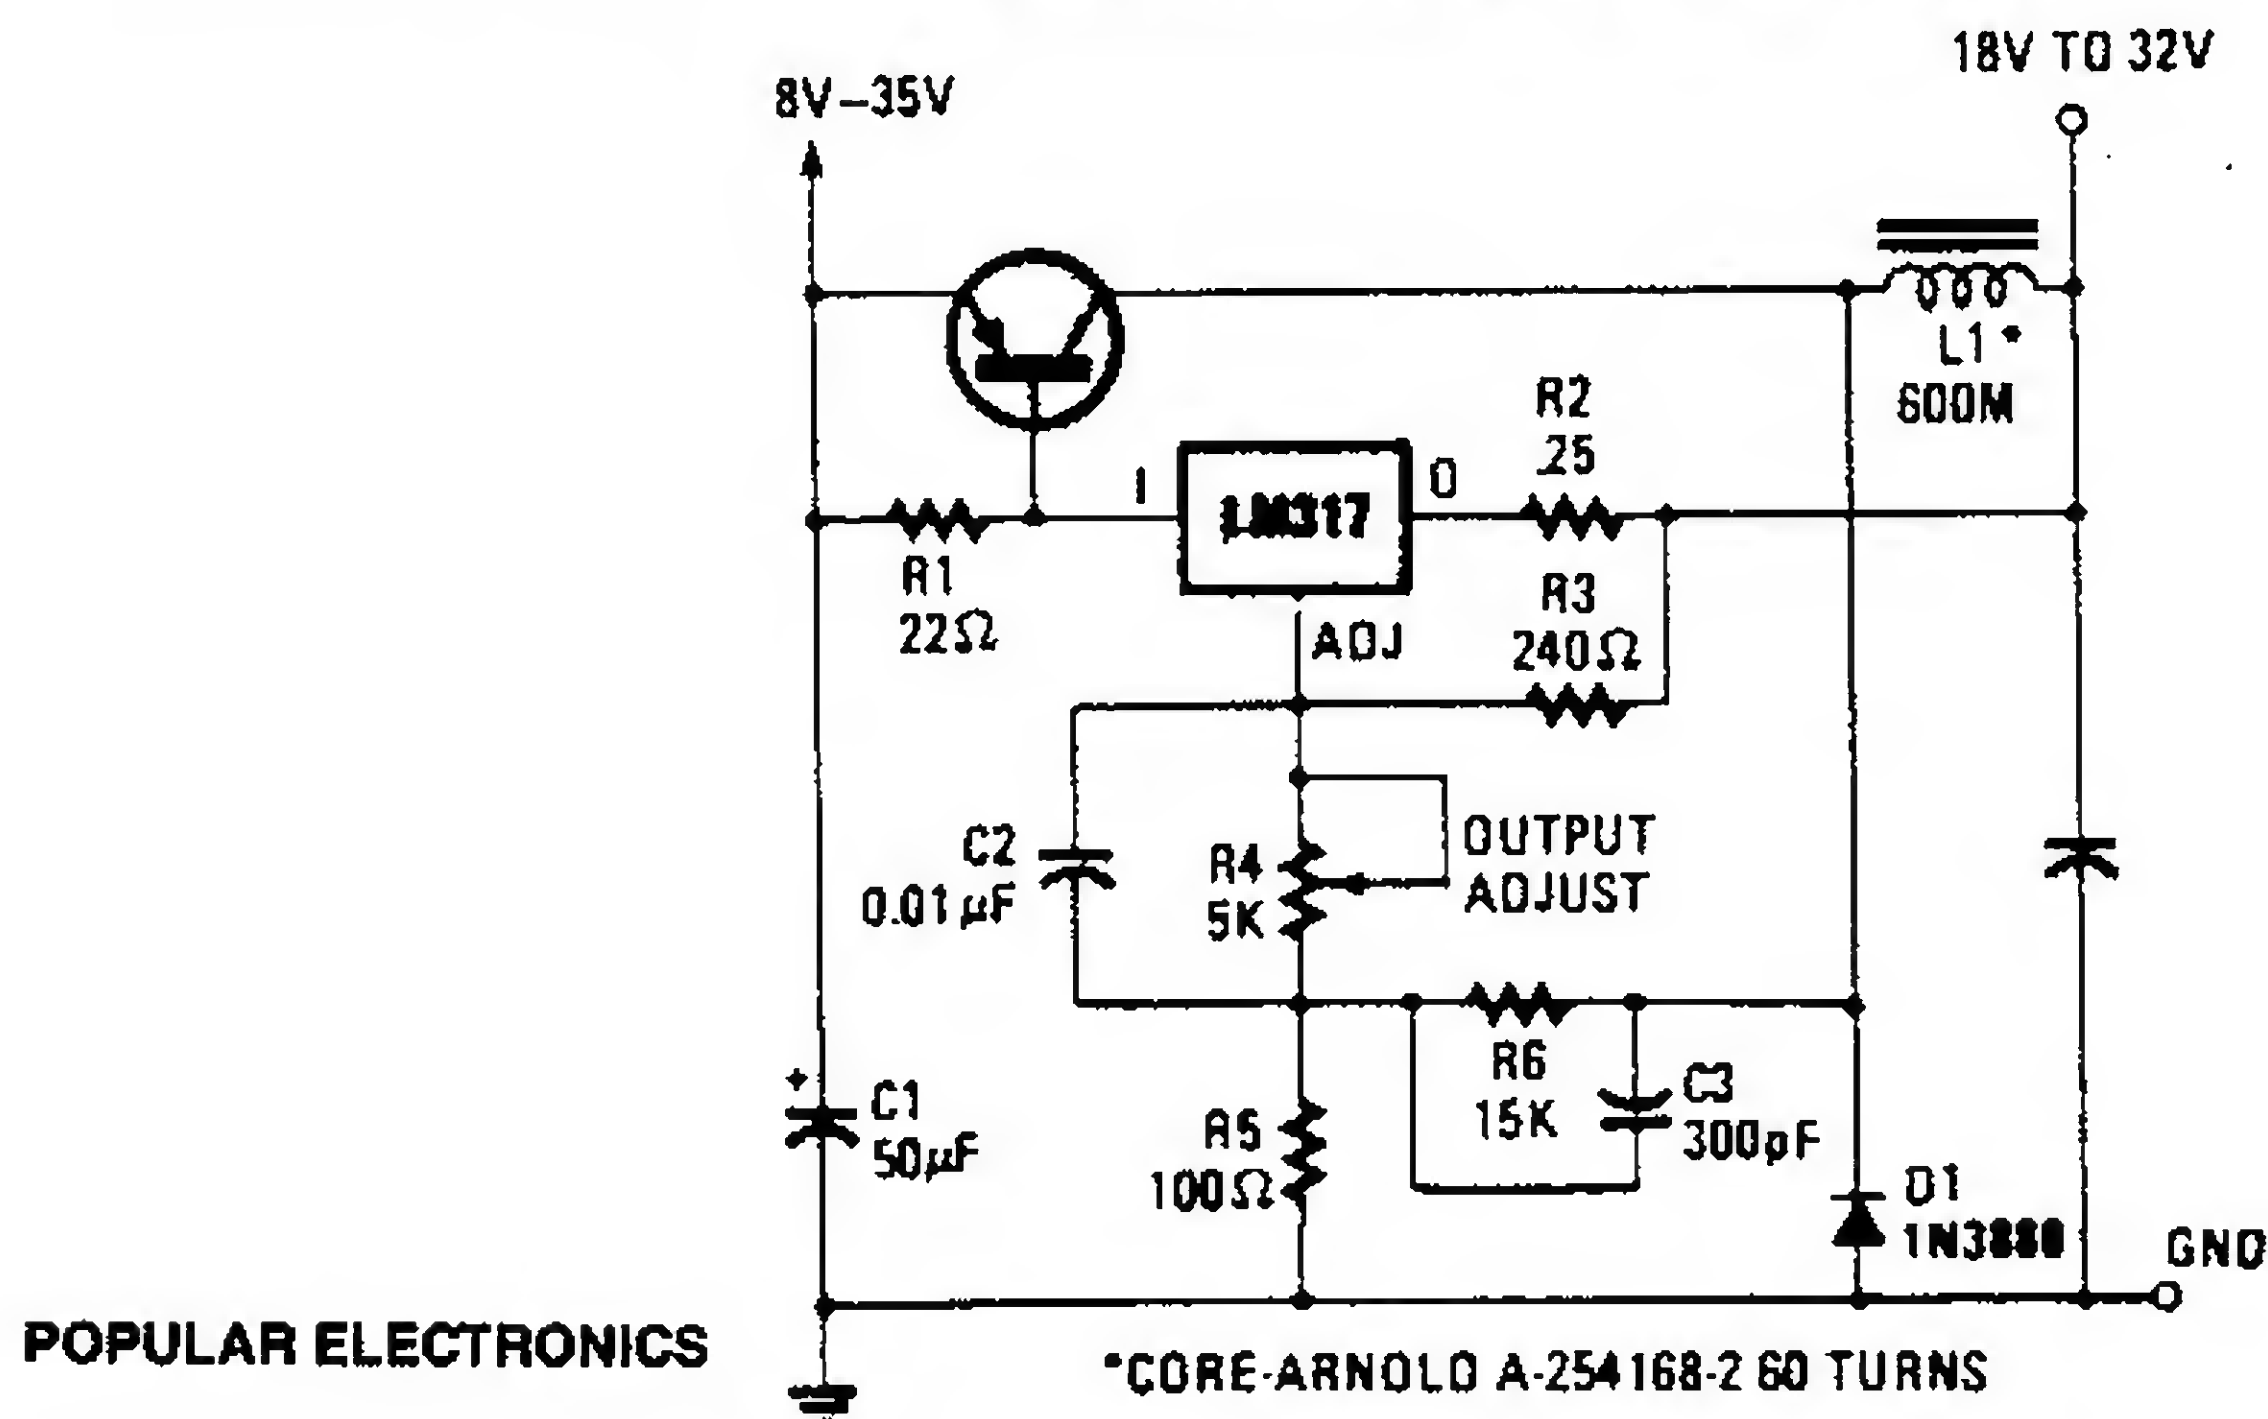 18V TO 32V
8V–35V
L1*
600M
R2
.25
I
LM317
O
R1
22Ω
ADJ
R3
240Ω
C2
0.01µF
R4
5K
OUTPUT
ADJUST
+
C1
50µF
R6
15K
C3
300pF
R5
100Ω
D1
1N3880
GND
POPULAR ELECTRONICS
*CORE-ARNOLD A-254168-2 60 TURNS